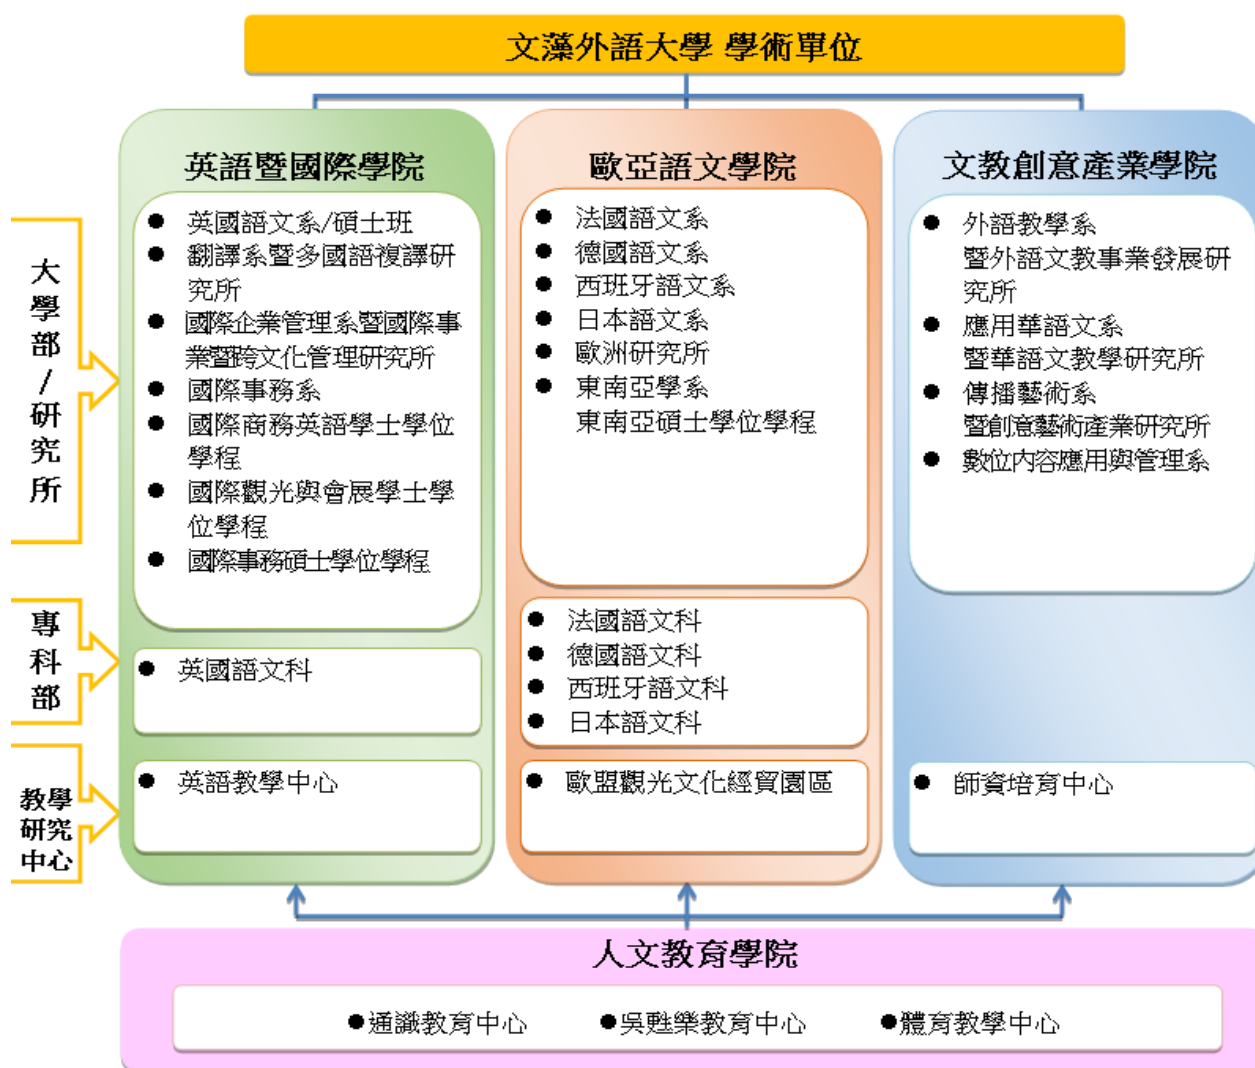 文藻外語大學 學術單位
英語暨國際學院
歐亞語文學院
文教創意產業學院
大學部/研究所
● 英國語文系/碩士班
● 翻譯系暨多國語複譯研
究所
● 國際企業管理系暨國際事
業暨跨文化管理研究所
● 國際事務系
● 國際商務英語學士學位
學程
● 國際觀光與會展學士學
位學程
● 國際事務碩士學位學程
● 法國語文系
● 德國語文系
● 西班牙語文系
● 日本語文系
● 歐洲研究所
● 東南亞學系
東南亞碩士學位學程
● 外語教學系
暨外語文教事業發展研
究所
● 應用華語文系
暨華語文教學研究所
● 傳播藝術系
暨創意藝術產業研究所
● 數位內容應用與管理系
專科部
● 英國語文科
● 法國語文科
● 德國語文科
● 西班牙語文科
● 日本語文科
教學
研究
中心
● 英語教學中心
● 歐盟觀光文化經貿園區
● 師資培育中心
人文教育學院
●通識教育中心 ●吳甦樂教育中心 ●體育教學中心